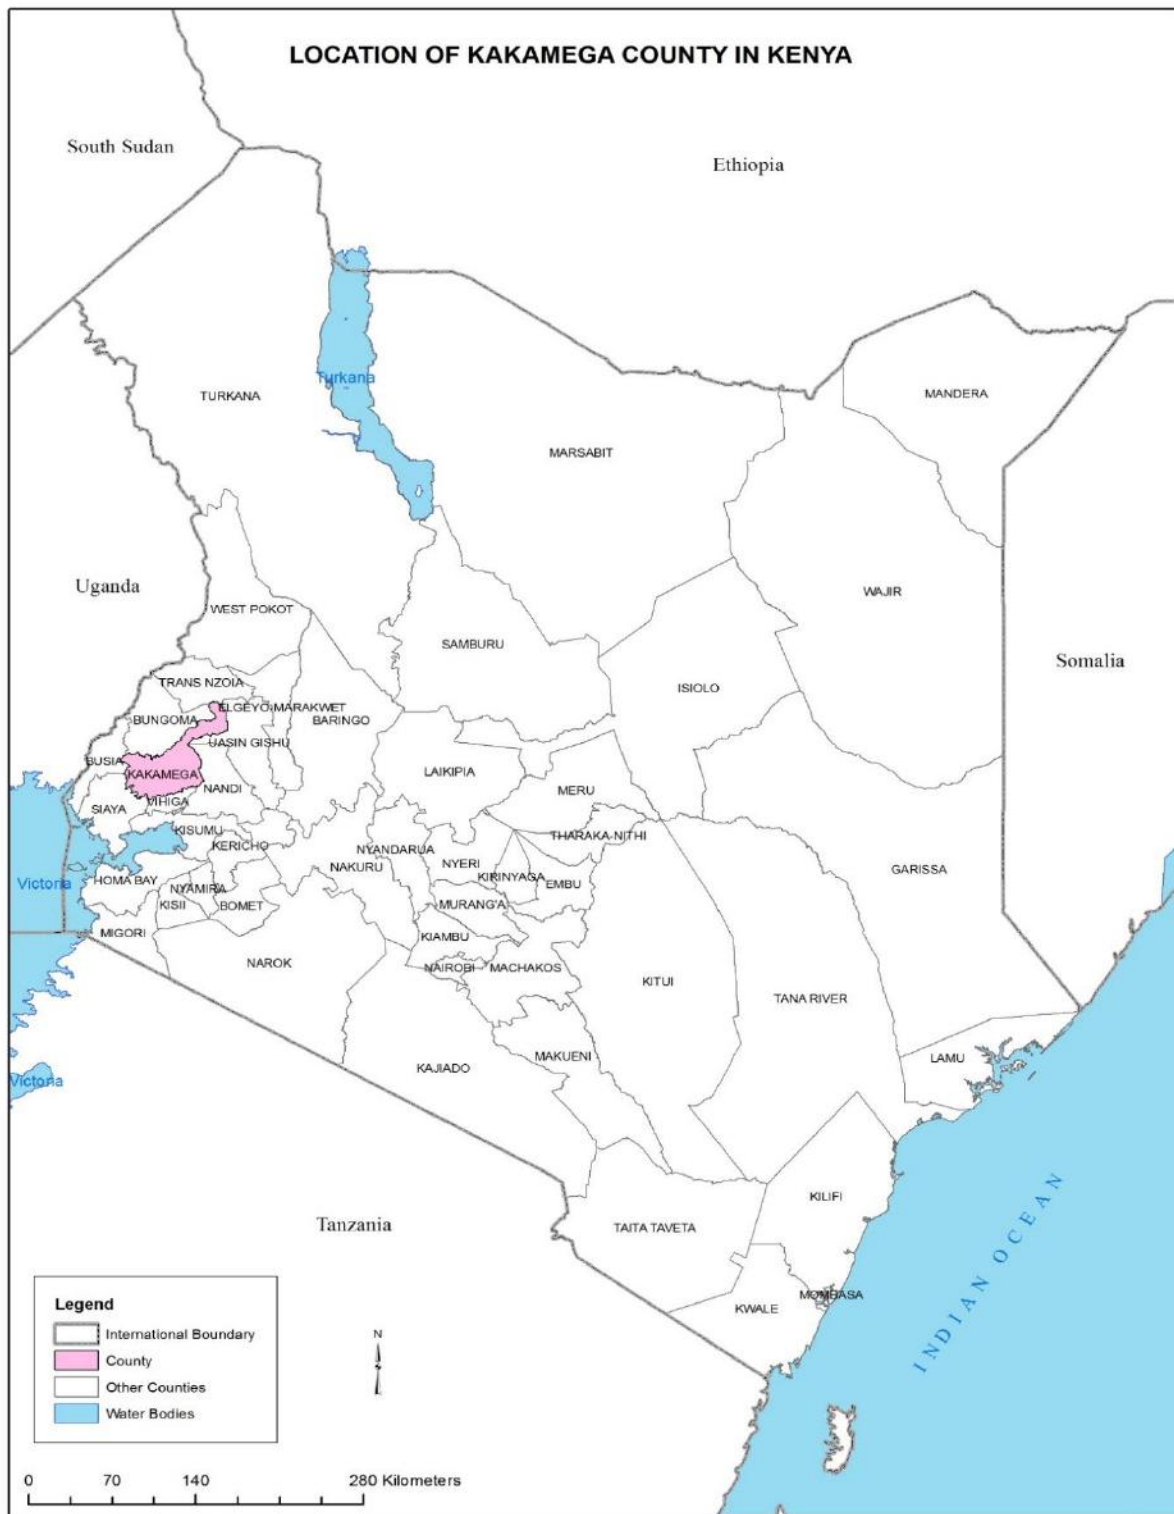 LOCATION OF KAKAMEGA COUNTY IN KENYA
South Sudan
Ethiopia
Turkana
TURKANA
MANDERA
MARSABIT
Uganda
WAJIR
WEST POKOT
SAMBURU
Somalia
TRANS NZOIA
ISIOLO
ELGEYO-MARAKWET
BUNGOMA
BARINGO
UASIN GISHU
BUSIA
KAKAMEGA
LAIKIPIA
NANDI
MERU
VIHIGA
SIAYA
KISUMU
THARAKA-NITHI
KERICHO
NYANDARUA
NYERI
NAKURU
GARISSA
KIRINYAGA
HOMA BAY
Victoria
EMBU
NYAMIRA
KISII
BOMET
MURANG'A
MIGORI
KIAMBU
NAROK
NAIROBI
MACHAKOS
KITUI
TANA RIVER
MAKUENI
LAMU
KAJIADO
Victoria
KILIFI
Tanzania
TAITA TAVETA
INDIAN OCEAN
MOMBASA
KWALE
Legend
International Boundary
County
Other Counties
Water Bodies
N
0 70 140 280 Kilometers